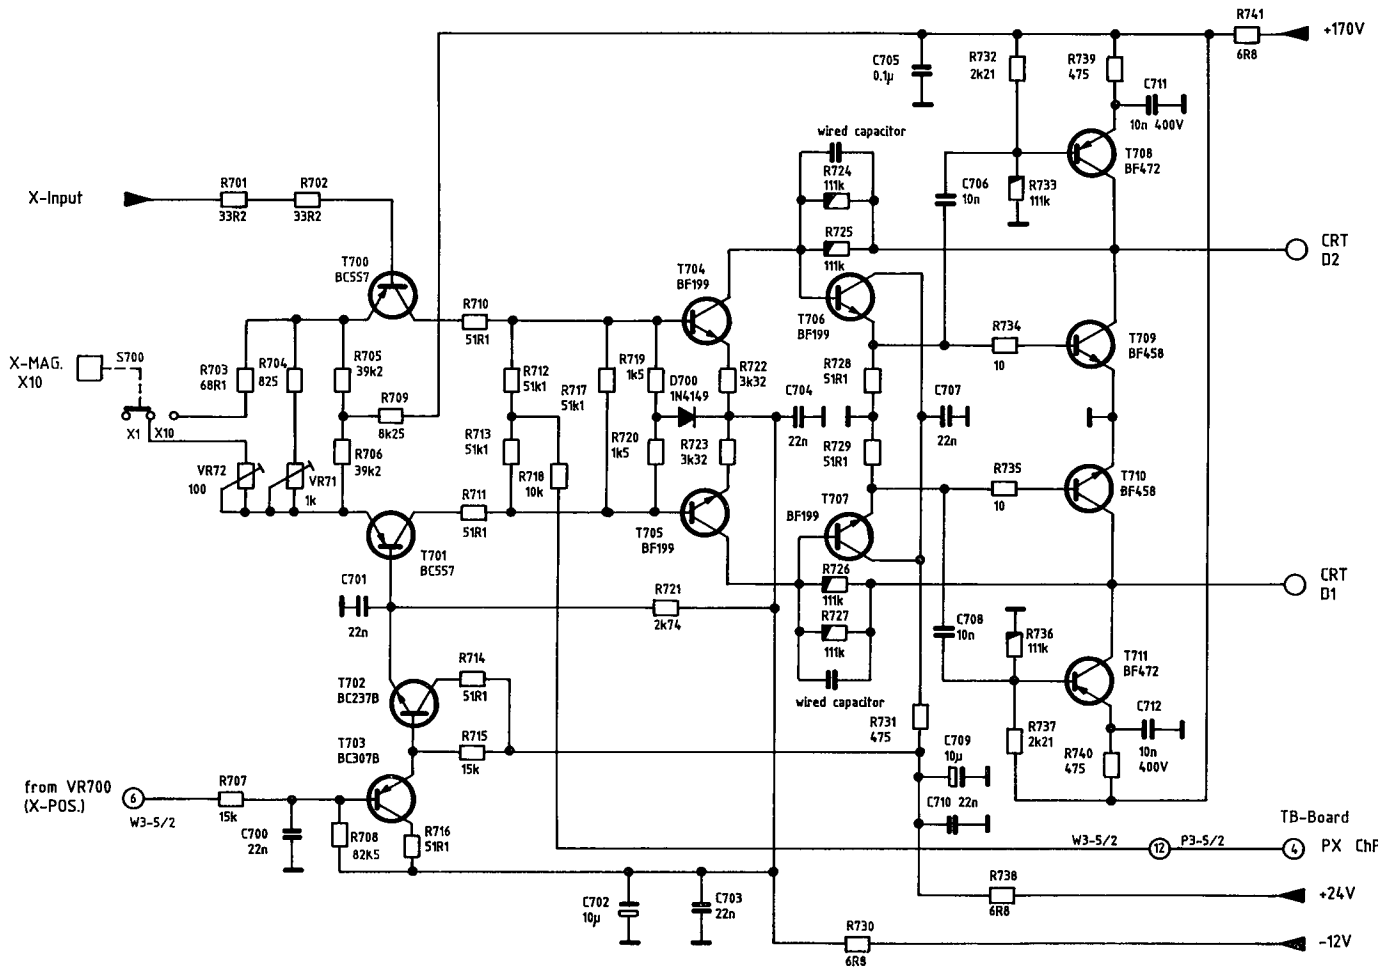 R741
+170V
6R8
C705
0.1µ
R732
2k21
R739
475
C711
10n 400V
wired capacitor
T708
BF472
R724
111k
C706
10n
R733
111k
X-Input
R701
33R2
R702
33R2
R725
111k
CRT
D2
T700
BC557
T704
BF199
T706
BF199
R710
51R1
R734
10
T709
BF458
X-MAG.
X10
S700
X1
X10
R703
68R1
R704
825
R705
39k2
R709
8k25
R712
51k1
R717
51k1
R719
1k5
D700
1N4149
R722
3k32
C704
22n
R728
51R1
C707
22n
R706
39k2
R713
51k1
R718
10k
R720
1k5
R723
3k32
R729
51R1
VR72
100
VR71
1k
R735
10
T710
BF458
R711
51R1
T701
BC557
T705
BF199
T707
BF199
R726
111k
CRT
D1
C701
22n
R721
2k74
R727
111k
wired capacitor
C708
10n
R736
111k
T711
BF472
T702
BC237B
R714
51R1
C712
10n
400V
R731
475
R737
2k21
R740
475
T703
BC307B
R715
15k
C709
10µ
C710
22n
from VR700
(X-POS.)
6
W3-5/2
R707
15k
C700
22n
R708
82K5
R716
51R1
TB-Board
W3-5/2
12
P3-5/2
4
PX ChP
C702
10µ
C703
22n
R738
6R8
+24V
R730
6R8
-12V